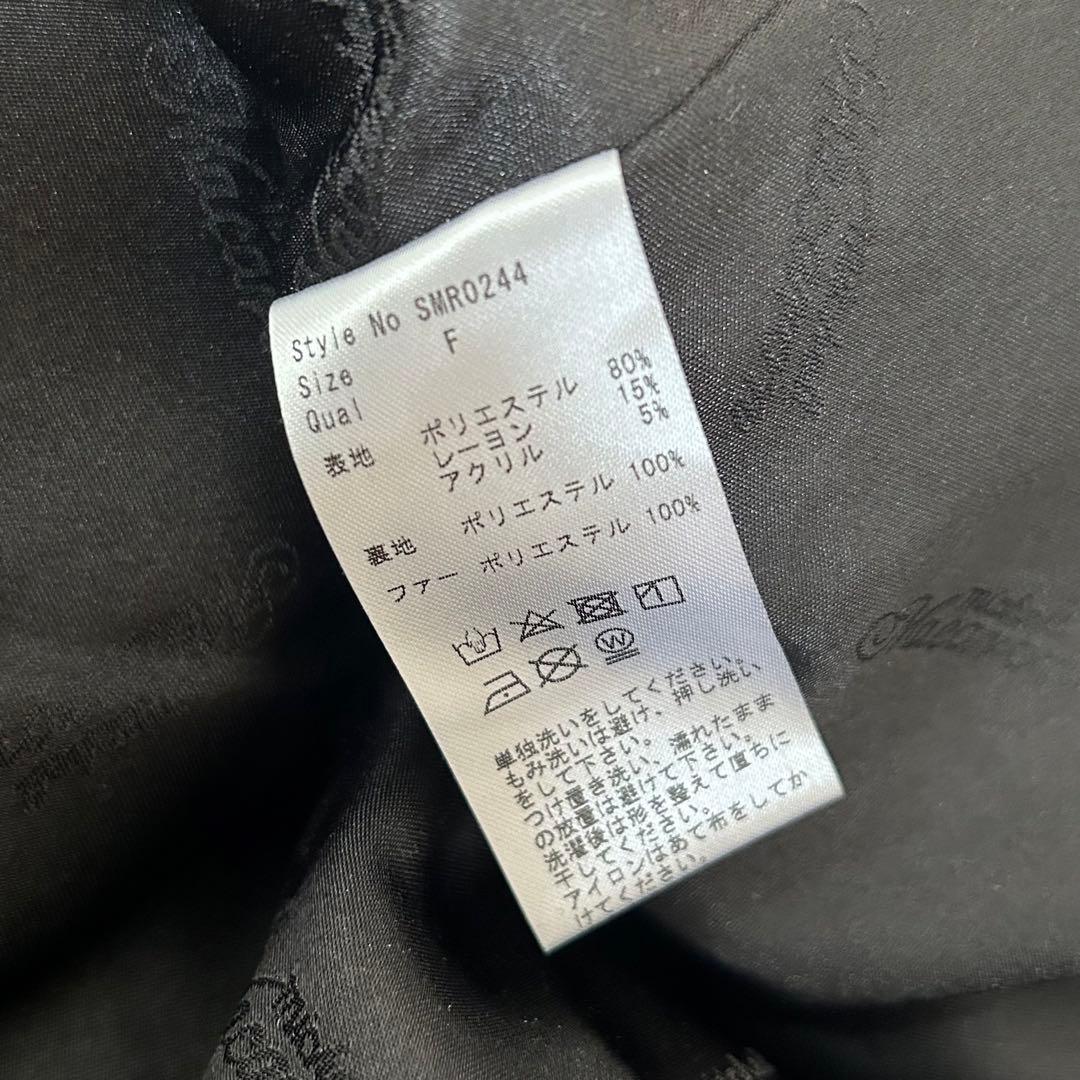 Style No SMR0244
Size F
Qual
表地 ポリエステル 80%
レーヨン 15%
アクリル 5%
裏地 ポリエステル 100%
ファー ポリエステル 100%
W
単独洗いをしてください。
もみ洗いは避け、押し洗い
をして下さい。
つけ置き洗い、濡れたまま
の放置は避けて下さい。
洗濯後は形を整えて直ちに
干してください。
アイロンはあて布をしてか
けてください。